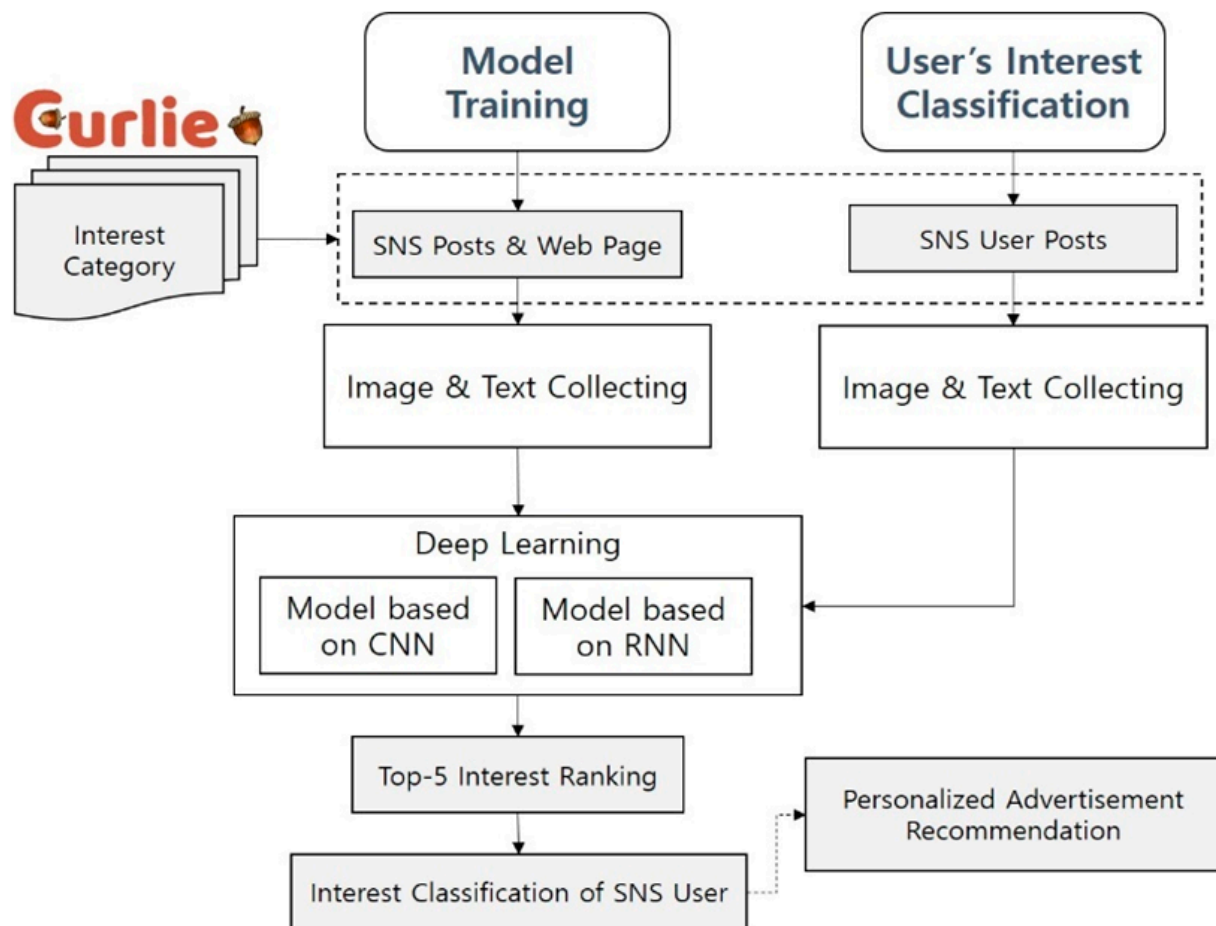 Model
Training
User's Interest
Classification
Curlie
Interest
Category
SNS Posts & Web Page
SNS User Posts
Image & Text Collecting
Image & Text Collecting
Deep Learning
Model based
on CNN
Model based
on RNN
Top-5 Interest Ranking
Personalized Advertisement
Recommendation
Interest Classification of SNS User